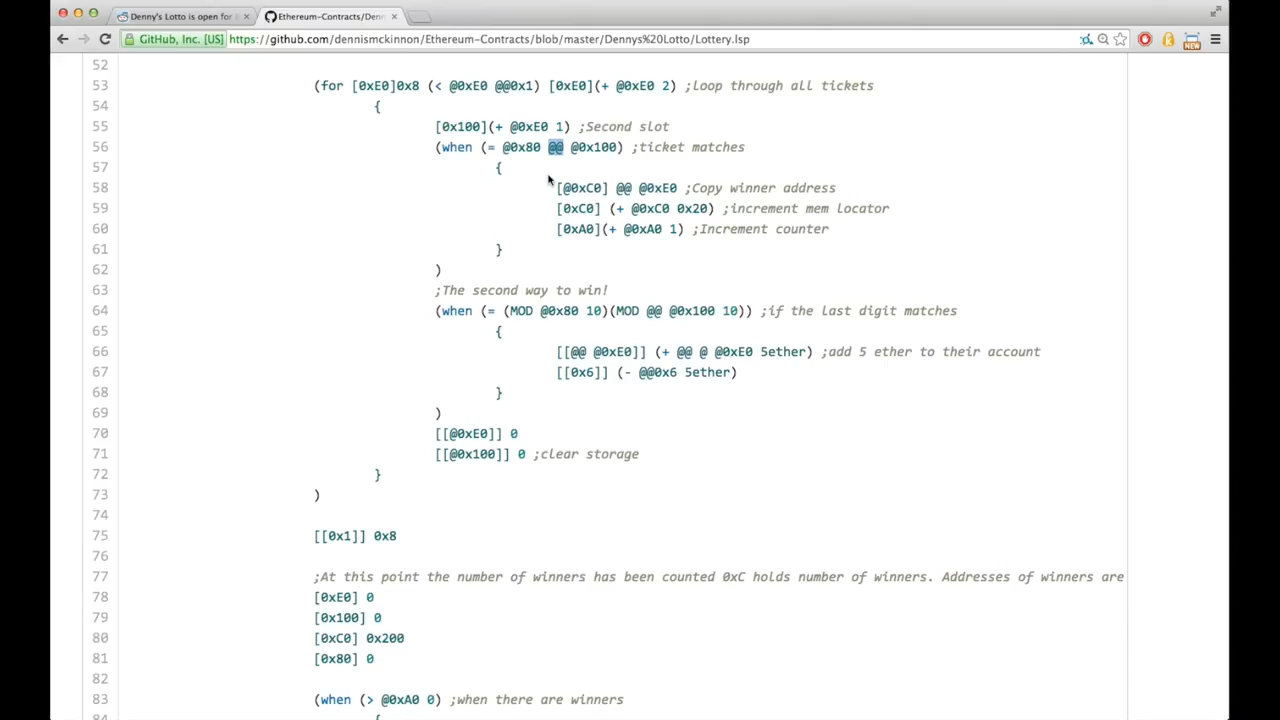 Denny's Lotto is open for
Ethereum-Contracts/Denn
GitHub, Inc. [US] https://github.com/dennismckinnon/Ethereum-Contracts/blob/master/Dennys%20Lotto/Lottery.lsp
NEW
52
53 (for [0xE0]0x8 (< @0xE0 @@0x1) [0xE0](+ @0xE0 2) ;loop through all tickets
54 {
55 [0x100](+ @0xE0 1) ;Second slot
56 (when (= @0x80 @@ @0x100) ;ticket matches
57 {
58 [@0xC0] @@ @0xE0 ;Copy winner address
59 [0xC0] (+ @0xC0 0x20) ;increment mem locator
60 [0xA0](+ @0xA0 1) ;Increment counter
61 }
62 )
63 ;The second way to win!
64 (when (= (MOD @0x80 10)(MOD @@ @0x100 10)) ;if the last digit matches
65 {
66 [[@@ @0xE0]] (+ @@ @ @0xE0 5ether) ;add 5 ether to their account
67 [[0x6]] (- @@0x6 5ether)
68 }
69 )
70 [[@0xE0]] 0
71 [[@0x100]] 0 ;clear storage
72 }
73 )
74
75 [[0x1]] 0x8
76
77 ;At this point the number of winners has been counted 0xC holds number of winners. Addresses of winners are
78 [0xE0] 0
79 [0x100] 0
80 [0xC0] 0x200
81 [0x80] 0
82
83 (when (> @0xA0 0) ;when there are winners
84 {